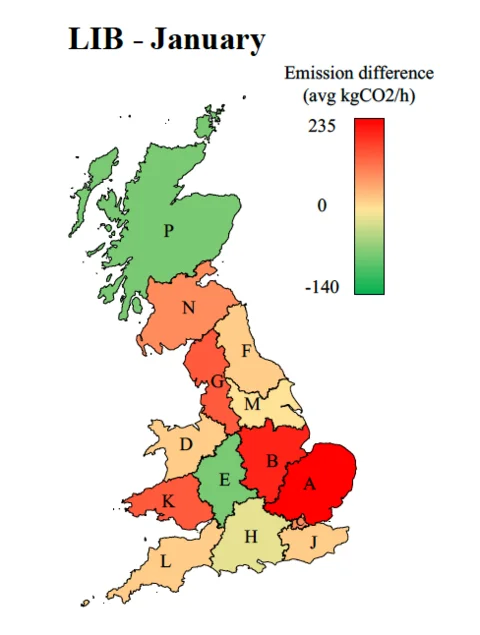 LIB - January
Emission difference
(avg kgCO2/h)
235
0
-140
P
N
F
G
M
D
B
E
A
K
C
H
J
L